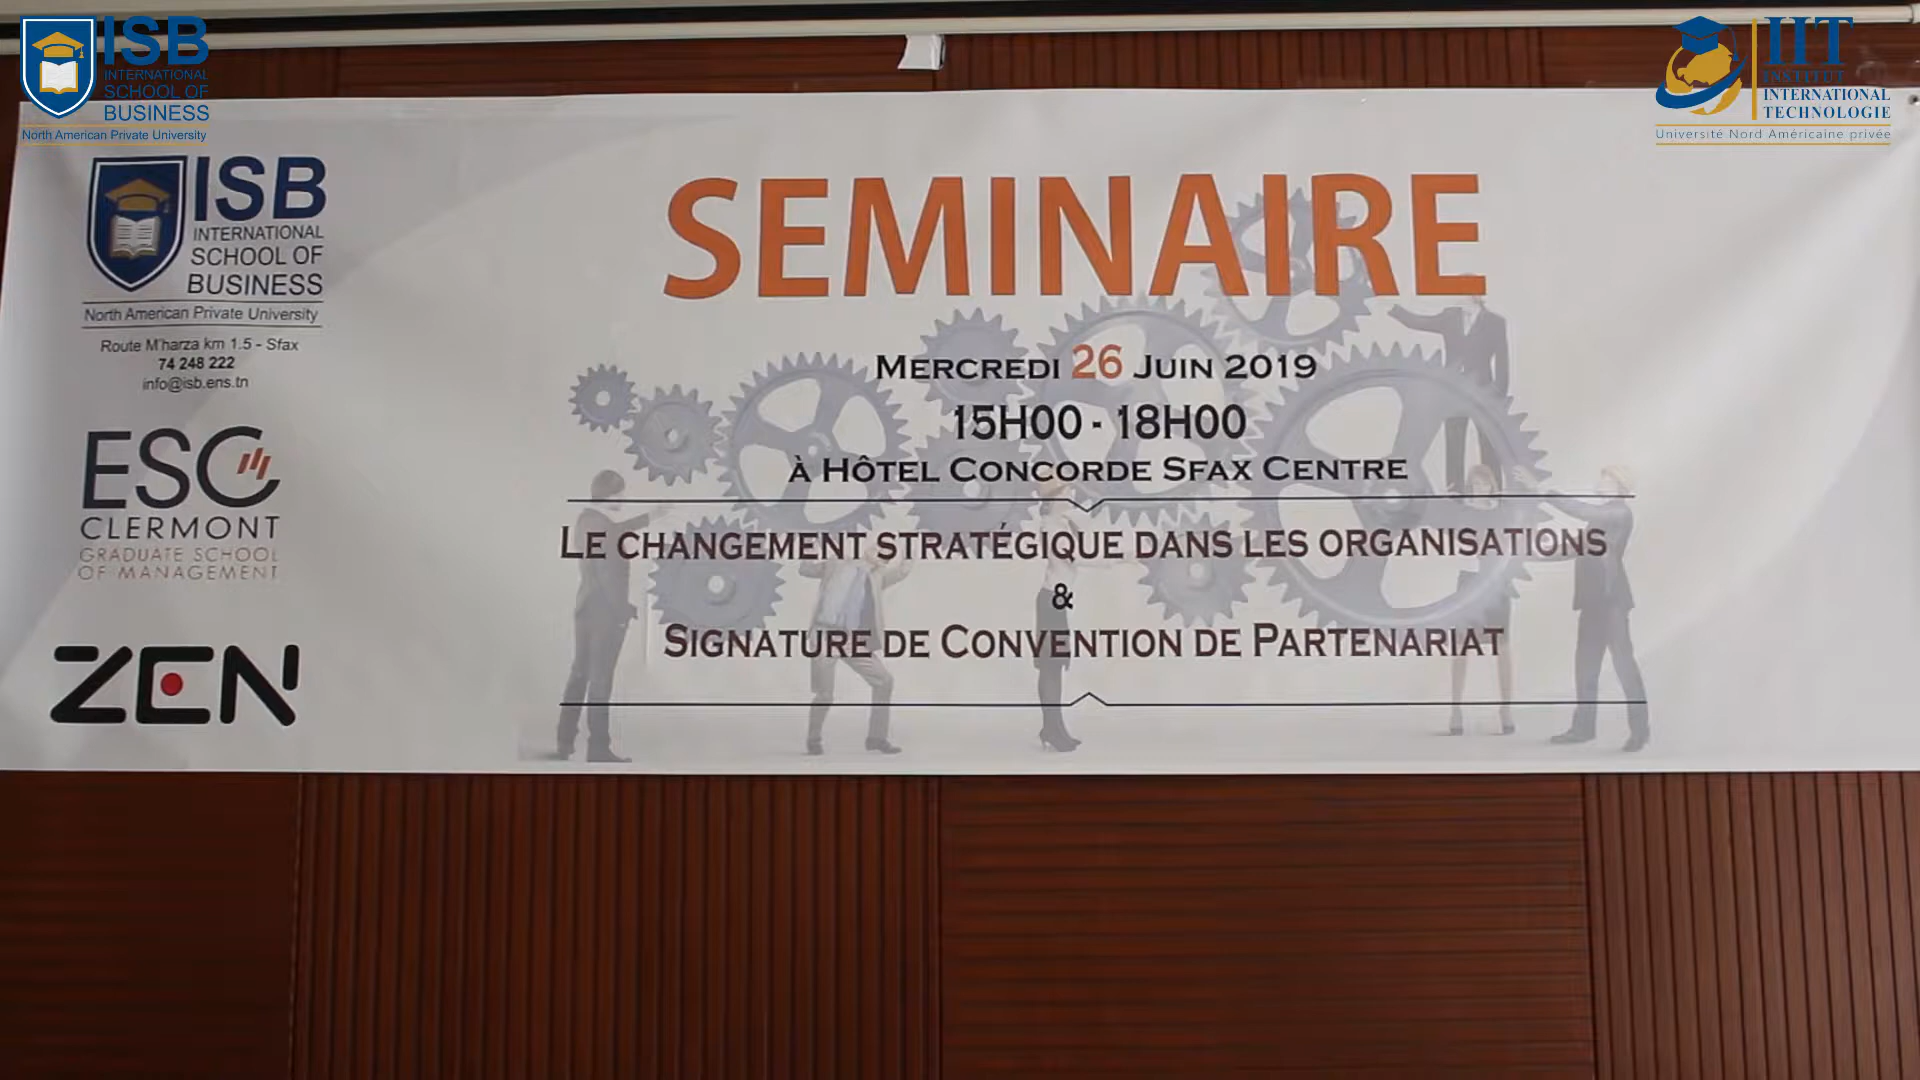 ISB
INTERNATIONAL
SCHOOL OF
BUSINESS
North American Private University
IIT
INSTITUT
INTERNATIONAL
TECHNOLOGIE
Université Nord Américaine privée
ISB
INTERNATIONAL
SCHOOL OF
BUSINESS
North American Private University
Route M'harza km 1.5 - Sfax
74 248 222
info@isb.ens.tn
ESC
CLERMONT
GRADUATE SCHOOL
OF MANAGEMENT
ZEN
SEMINAIRE
MERCREDI 26 JUIN 2019
15H00 - 18H00
À HÔTEL CONCORDE SFAX CENTRE
LE CHANGEMENT STRATÉGIQUE DANS LES ORGANISATIONS
&
SIGNATURE DE CONVENTION DE PARTENARIAT